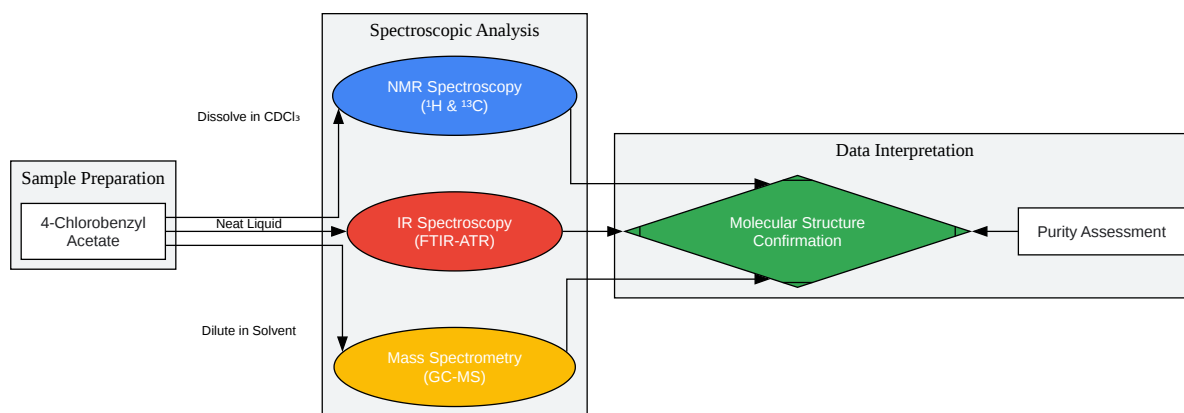 Spectroscopic Analysis
NMR Spectroscopy
(¹H & ¹³C)
Dissolve in CDCl₃
Data Interpretation
Sample Preparation
4-Chlorobenzyl
Acetate
Neat Liquid
IR Spectroscopy
(FTIR-ATR)
Molecular Structure
Confirmation
Purity Assessment
Dilute in Solvent
Mass Spectrometry
(GC-MS)